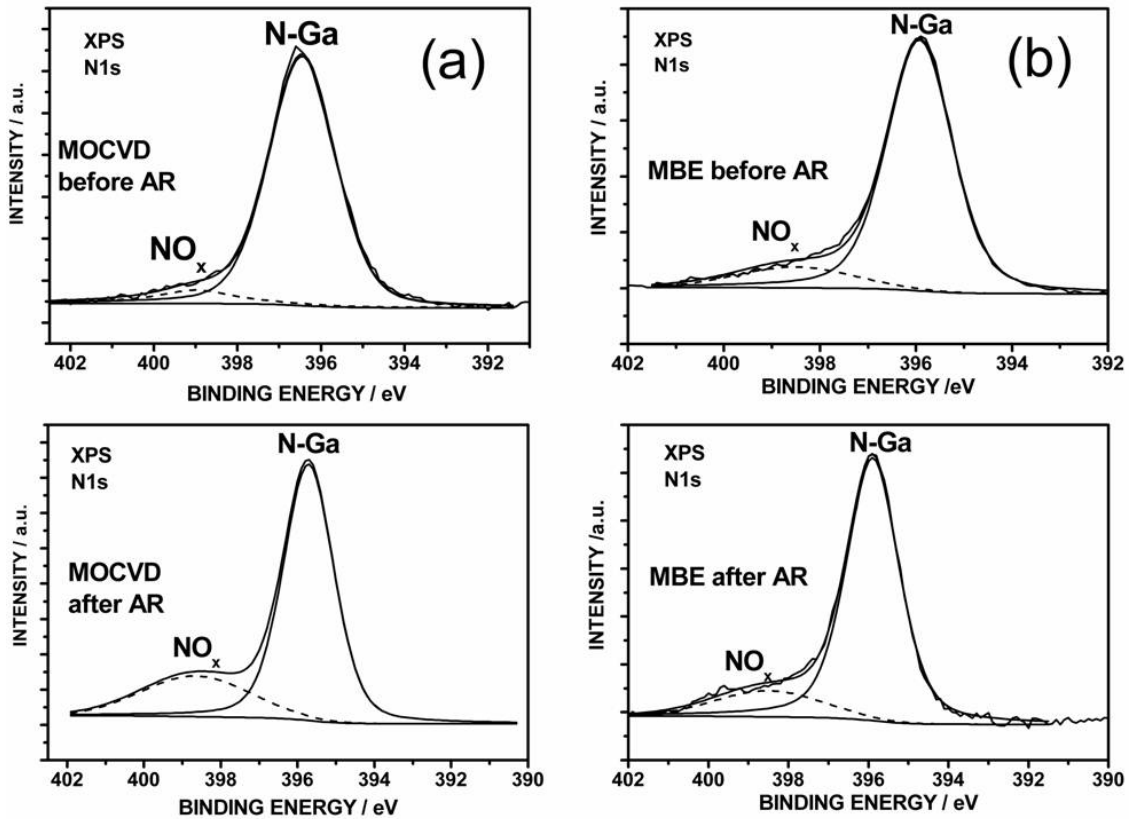 XPS
N1s
N-Ga
(a)
MOCVD
before AR
NOx
INTENSITY / a.u.
402 400 398 396 394 392
BINDING ENERGY / eV
XPS
N1s
N-Ga
(b)
MBE before AR
NOx
INTENSITY / a.u.
402 400 398 396 394 392
BINDING ENERGY /eV
XPS
N1s
N-Ga
MOCVD
after AR
NOx
INTENSITY / a.u.
402 400 398 396 394 392 390
BINDING ENERGY / eV
XPS
N1s
N-Ga
MBE after AR
NOx
INTENSITY /a.u.
402 400 398 396 394 392 390
BINDING ENERGY / eV